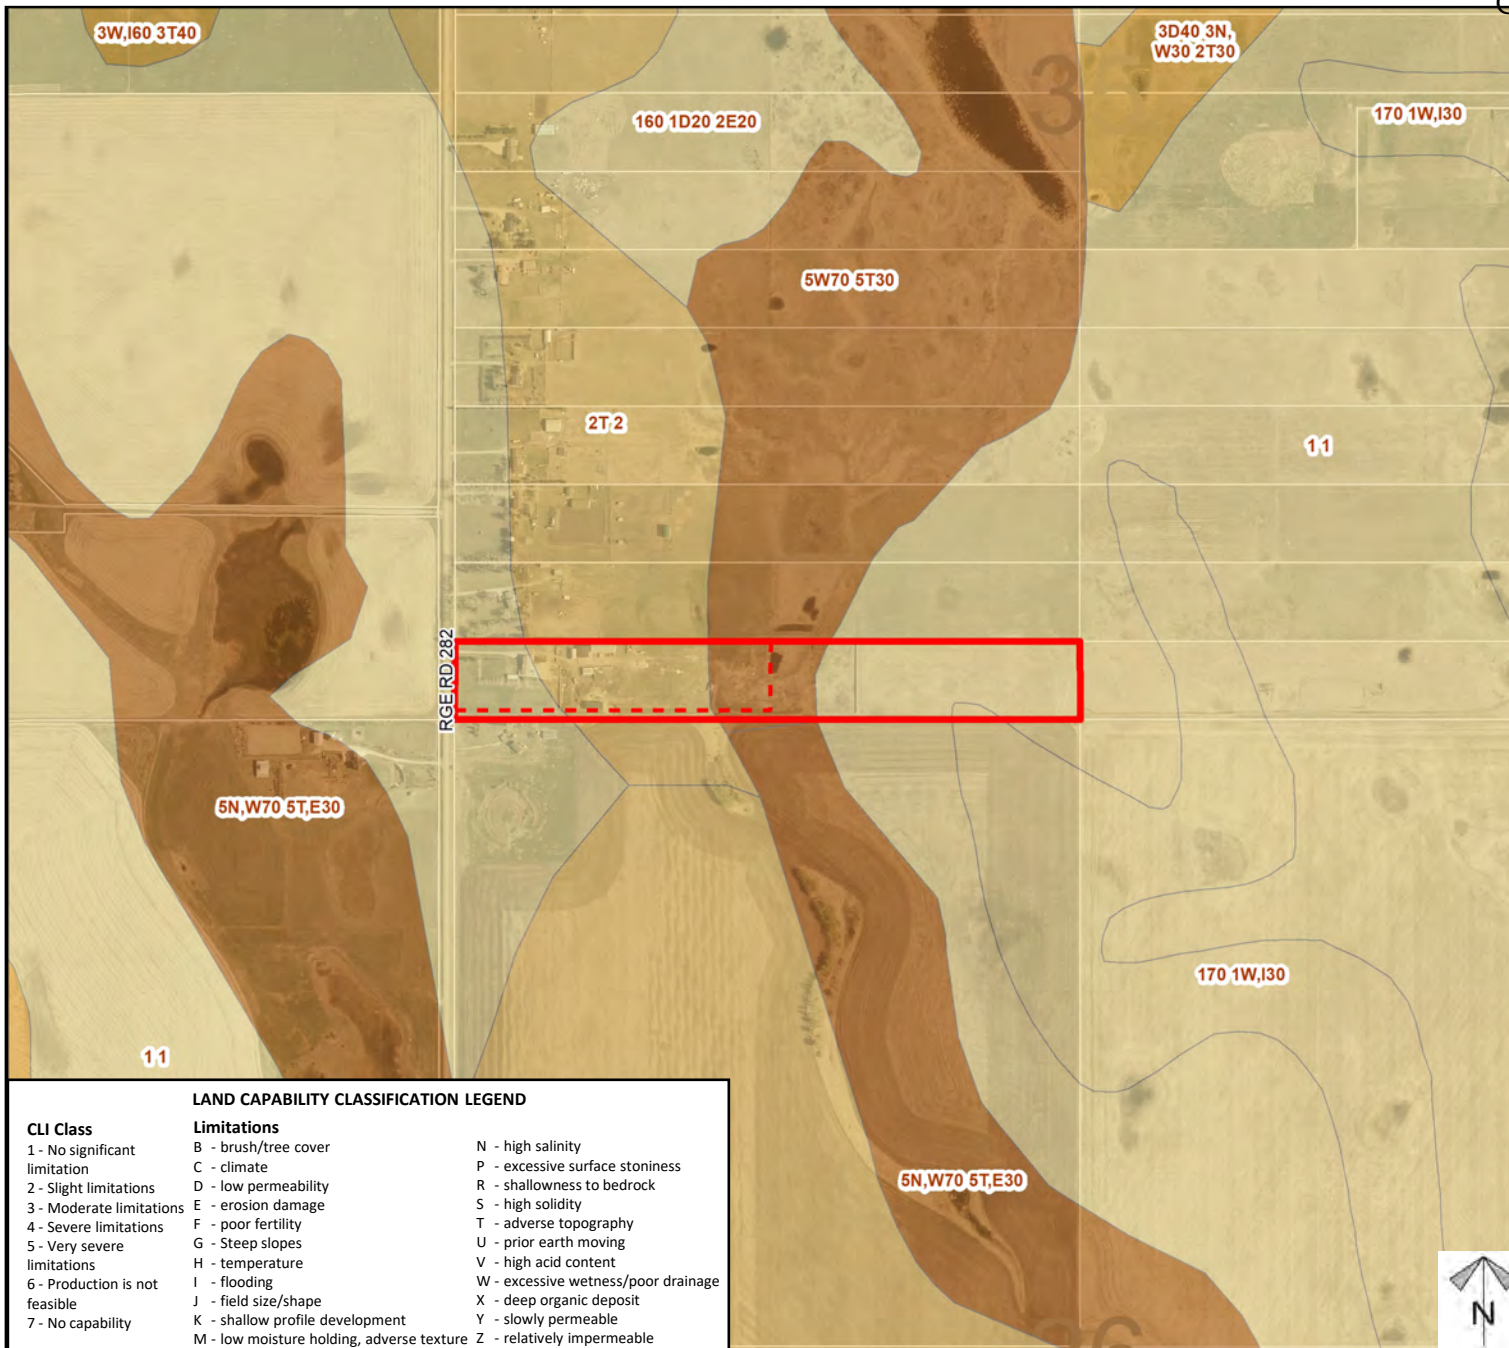 3W,I60 3T40
3D40 3N,
W30 2T30
36
170 1W,I30
160 1D20 2E20
5W70 5T30
2T 2
1 1
RGE RD 282
5N,W70 5T,E30
170 1W,I30
1 1
5N,W70 5T,E30
36
LAND CAPABILITY CLASSIFICATION LEGEND
CLI Class
1 - No significant
limitation
2 - Slight limitations
3 - Moderate limitations
4 - Severe limitations
5 - Very severe
limitations
6 - Production is not
feasible
7 - No capability
Limitations
B - brush/tree cover
C - climate
D - low permeability
E - erosion damage
F - poor fertility
G - Steep slopes
H - temperature
I - flooding
J - field size/shape
K - shallow profile development
M - low moisture holding, adverse texture
N - high salinity
P - excessive surface stoniness
R - shallowness to bedrock
S - high solidity
T - adverse topography
U - prior earth moving
V - high acid content
W - excessive wetness/poor drainage
X - deep organic deposit
Y - slowly permeable
Z - relatively impermeable
N